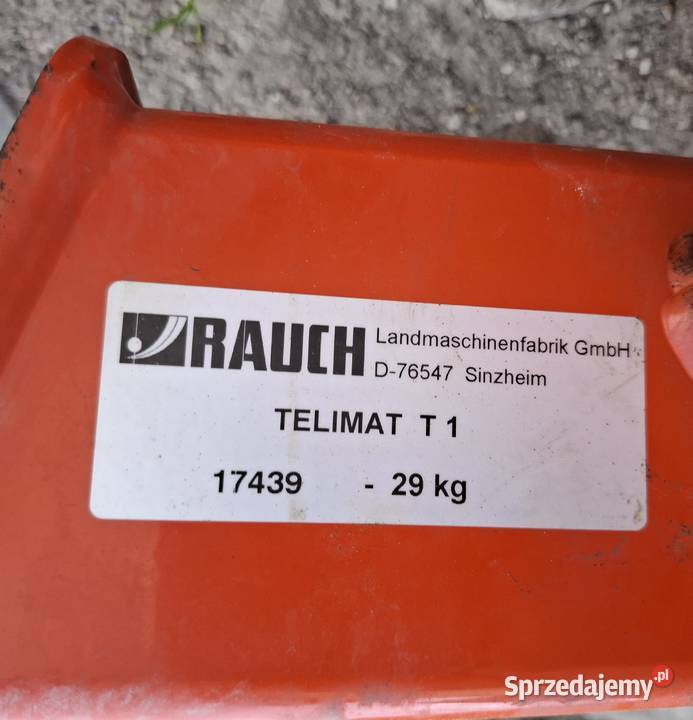 RAUCH Landmaschinenfabrik GmbH
D-76547 Sinzheim
TELIMAT T 1
17439 - 29 kg
Sprzedajemy.pl